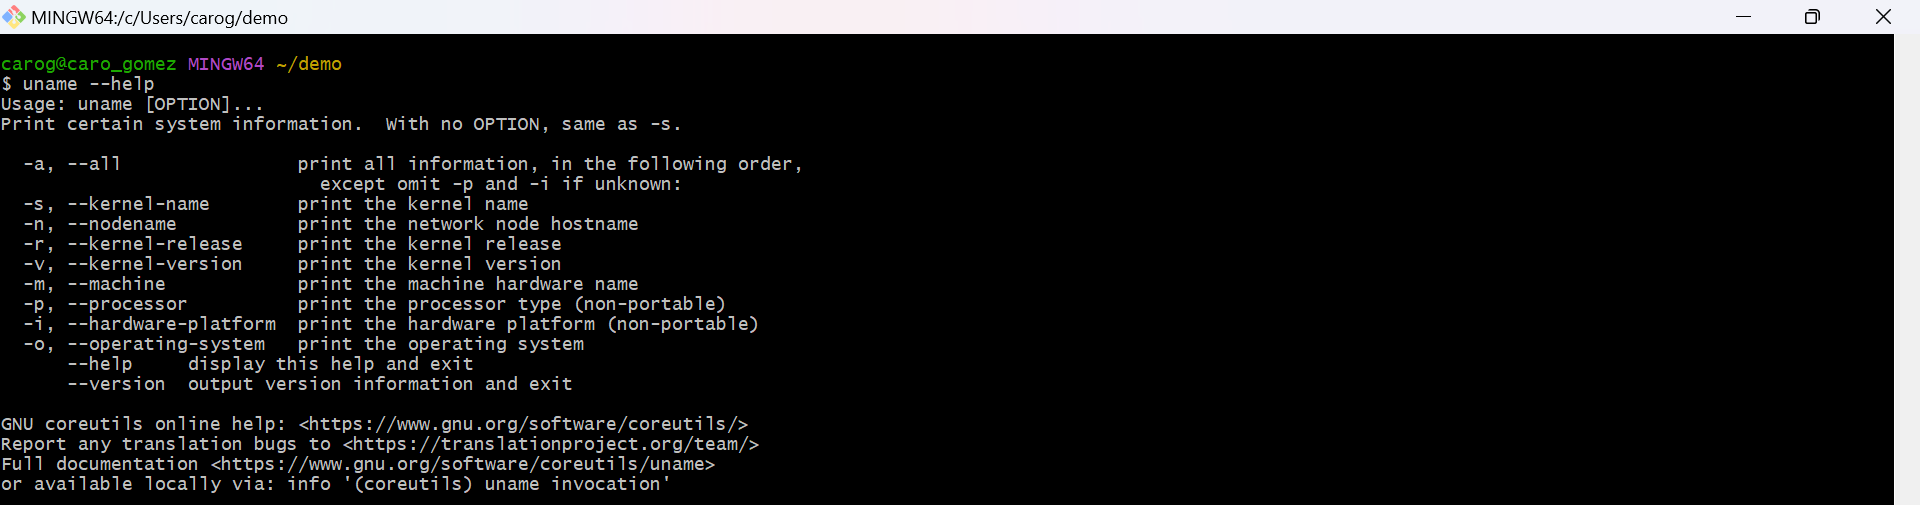 MINGW64:/c/Users/carog/demo
carog@caro_gomez MINGW64 ~/demo
$ uname --help
Usage: uname [OPTION]...
Print certain system information.  With no OPTION, same as -s.

  -a, --all                print all information, in the following order,
                             except omit -p and -i if unknown:
  -s, --kernel-name        print the kernel name
  -n, --nodename           print the network node hostname
  -r, --kernel-release     print the kernel release
  -v, --kernel-version     print the kernel version
  -m, --machine            print the machine hardware name
  -p, --processor          print the processor type (non-portable)
  -i, --hardware-platform  print the hardware platform (non-portable)
  -o, --operating-system   print the operating system
      --help     display this help and exit
      --version  output version information and exit

GNU coreutils online help: <https://www.gnu.org/software/coreutils/>
Report any translation bugs to <https://translationproject.org/team/>
Full documentation <https://www.gnu.org/software/coreutils/uname>
or available locally via: info '(coreutils) uname invocation'